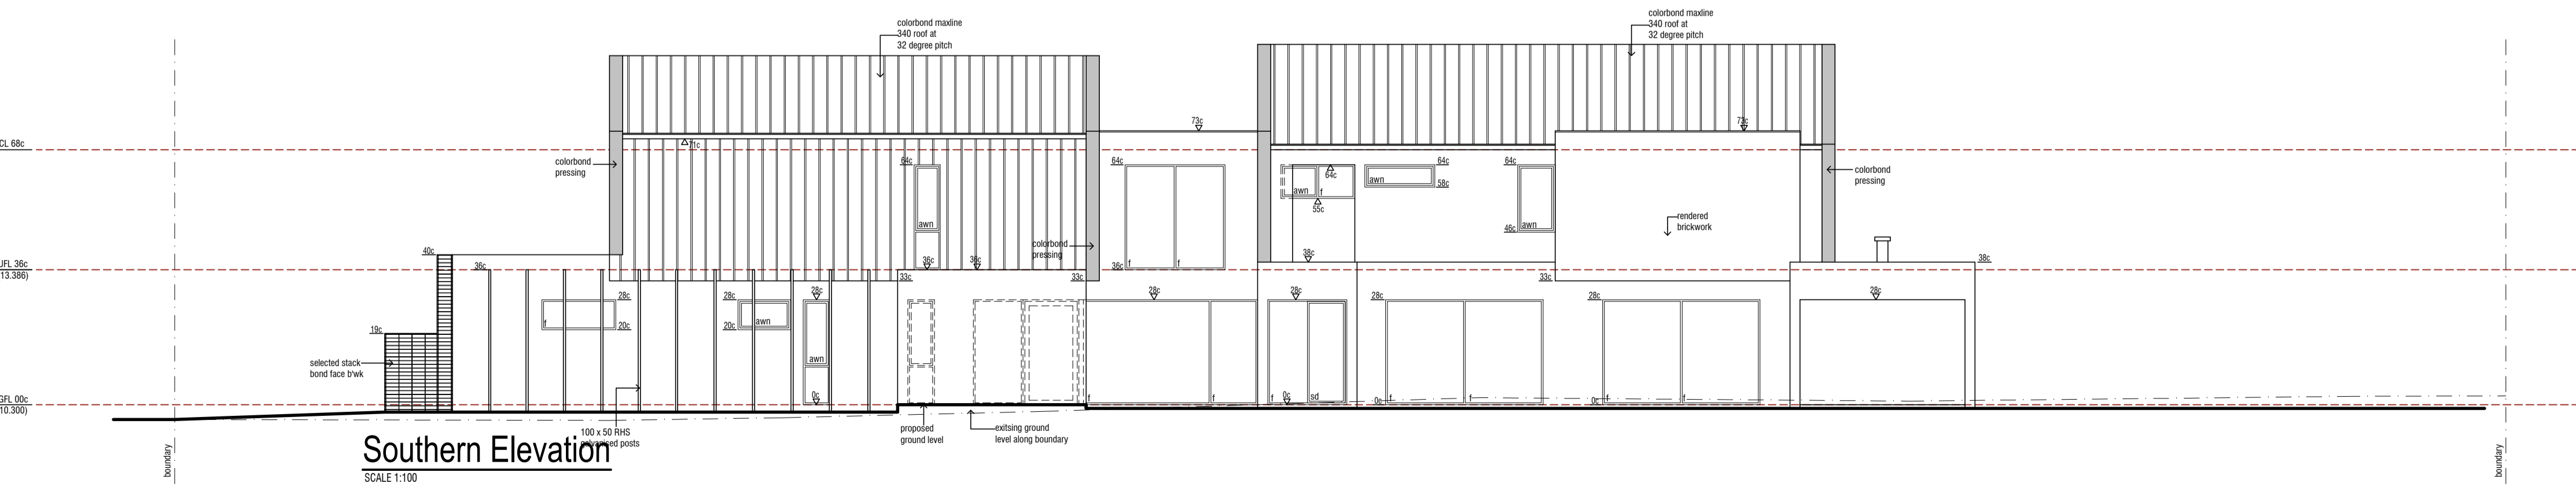 colorbond maxline
340 roof at
32 degree pitch
colorbond maxline
340 roof at
32 degree pitch
73c
73c
CL 68c
71c
colorbond
pressing
64c
64c
64c
64c
64c
awn
f
awn
58c
colorbond
pressing
55c
awn
46c
awn
rendered
brickwork
colorbond
pressing
40c
38c
38c
UFL 36c
(13.386)
36c
36c
36c
36c
f
f
33c
33c
33c
28c
28c
28c
28c
28c
28c
28c
28c
f
20c
20c
awn
19c
selected stack
bond face b'wk
awn
GFL 00c
(10.300)
0c
f
f
f
0c
sd
0c
f
f
0c
f
f
100 x 50 RHS
galvanised posts
proposed
ground level
exitsing ground
level along boundary
boundary
boundary
Southern Elevation
SCALE 1:100